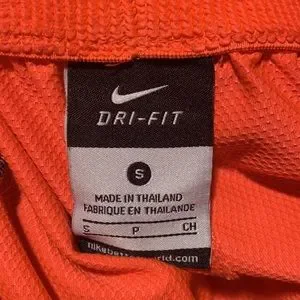 DRI-FIT
S
MADE IN THAILAND
FABRIQUE EN THAILANDE
S P CH